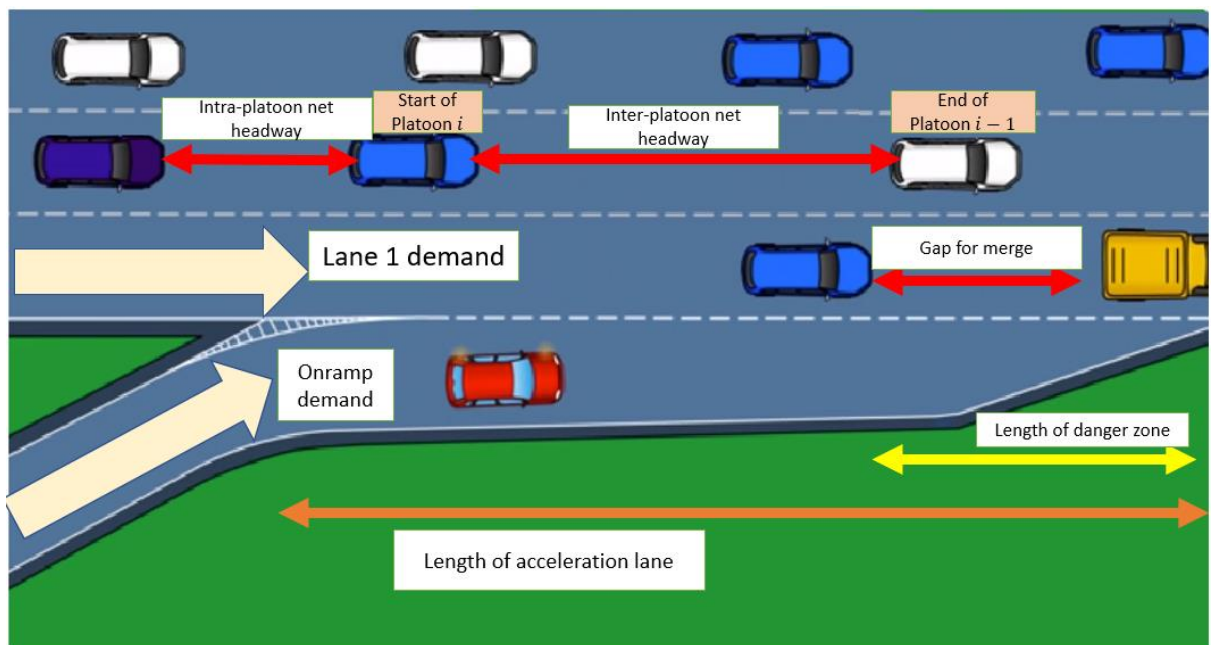 Intra-platoon net
headway
Start of
Platoon i
Inter-platoon net
headway
End of
Platoon i − 1
Lane 1 demand
Gap for merge
Onramp
demand
Length of danger zone
Length of acceleration lane